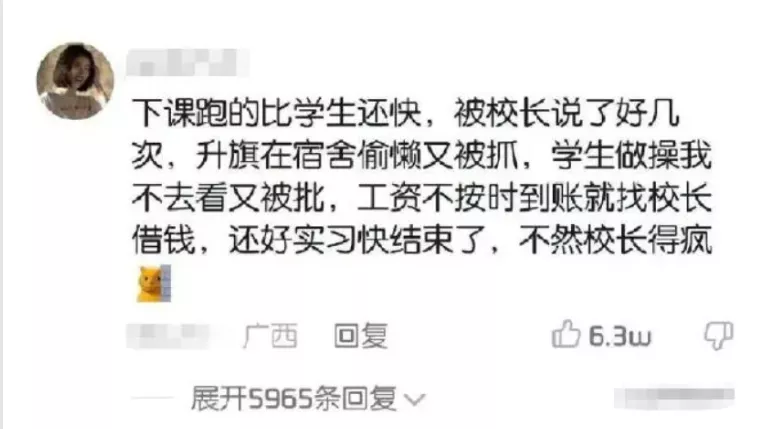 下课跑的比学生还快，被校长说了好几
次，升旗在宿舍偷懒又被抓，学生做操我
不去看又被批，工资不按时到账就找校长
借钱，还好实习快结束了，不然校长得疯
广西 回复 6.3w
展开5965条回复